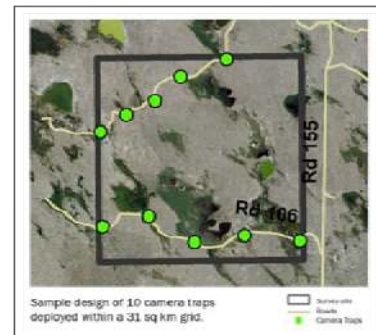 Rd 155
Rd 106
Sample design of 10 camera traps
deployed within a 31 sq km grid.
Survey site
Roads
Camera Traps